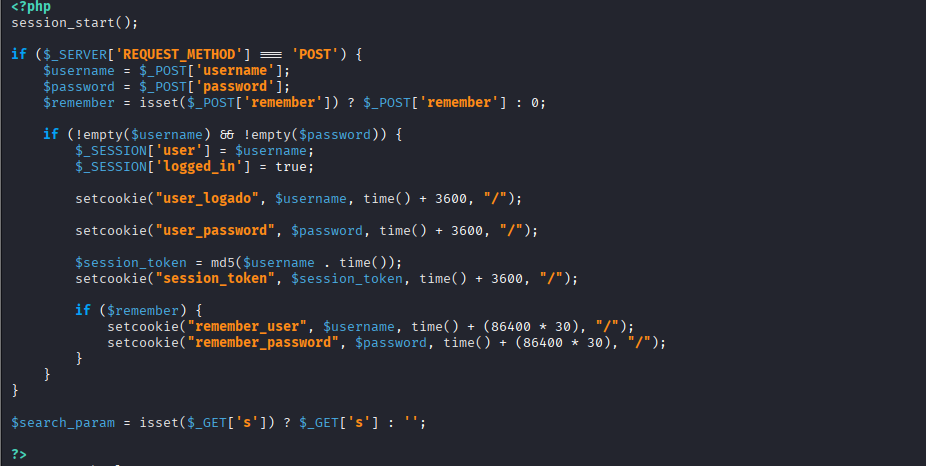 <?php
session_start();
if ($_SERVER['REQUEST_METHOD'] === 'POST') {
$username = $_POST['username'];
$password = $_POST['password'];
$remember = isset($_POST['remember']) ? $_POST['remember'] : 0;
if (!empty($username) && !empty($password)) {
$_SESSION['user'] = $username;
$_SESSION['logged_in'] = true;
setcookie("user_logado", $username, time() + 3600, "/");
setcookie("user_password", $password, time() + 3600, "/");
$session_token = md5($username . time());
setcookie("session_token", $session_token, time() + 3600, "/");
if ($remember) {
setcookie("remember_user", $username, time() + (86400 * 30), "/");
setcookie("remember_password", $password, time() + (86400 * 30), "/");
}
}
}
$search_param = isset($_GET['s']) ? $_GET['s'] : '';
?>